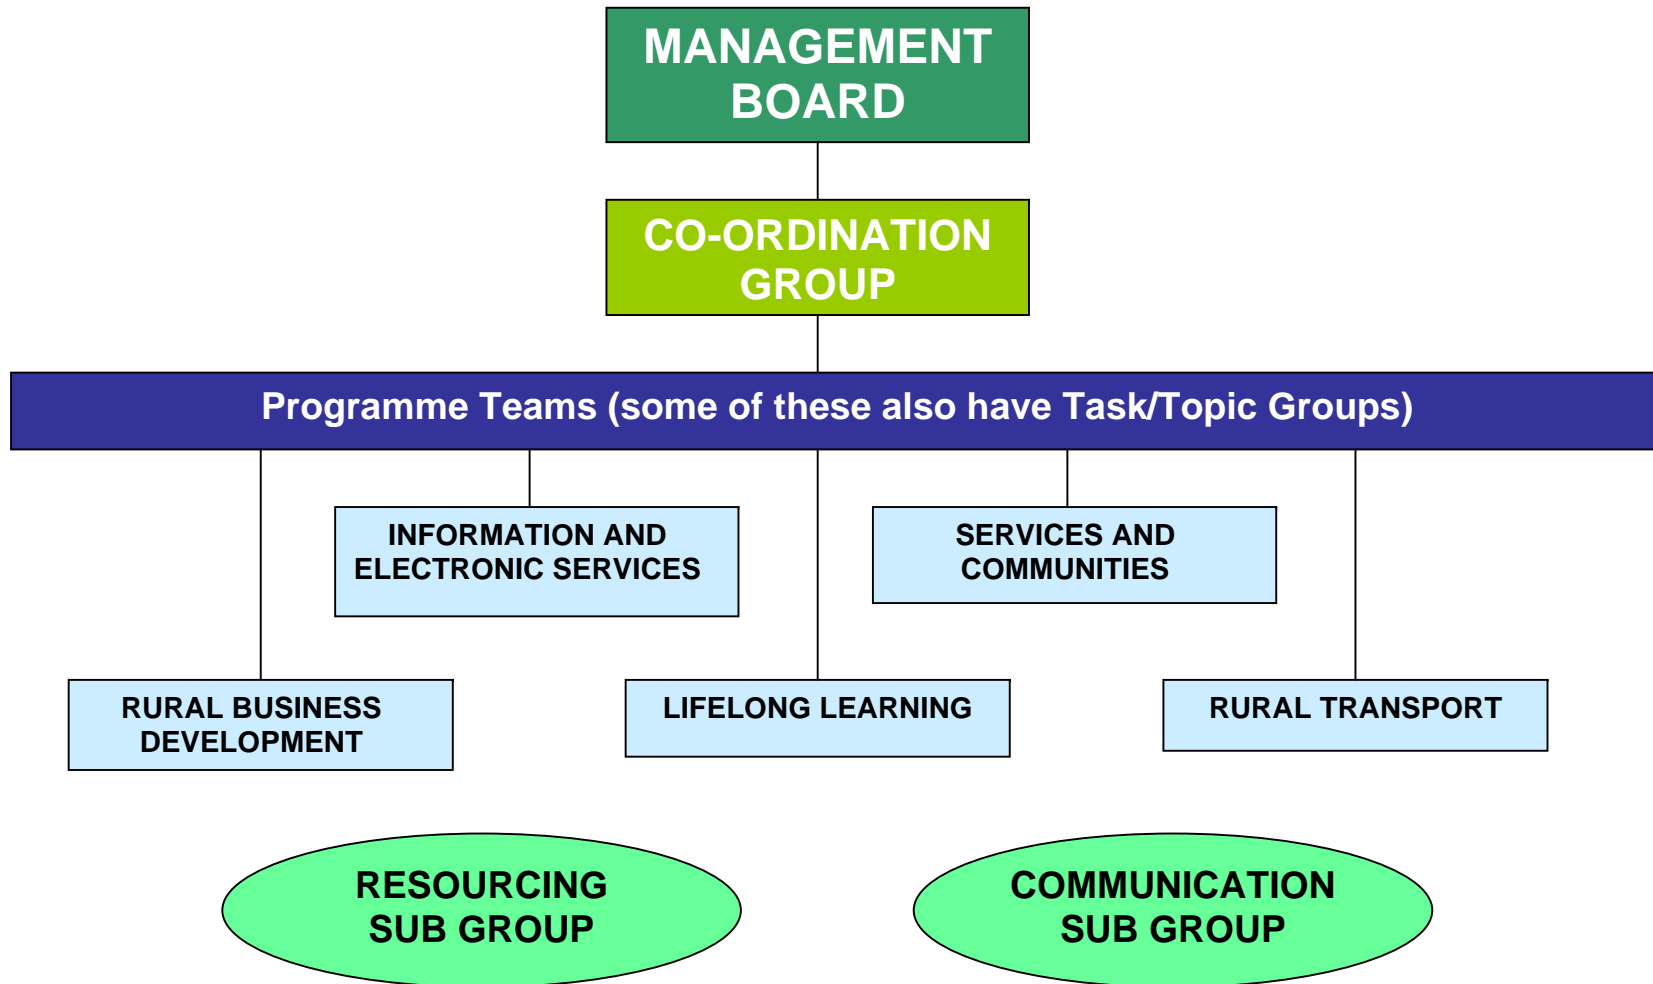 MANAGEMENT
BOARD
CO-ORDINATION
GROUP
Programme Teams (some of these also have Task/Topic Groups)
INFORMATION AND
ELECTRONIC SERVICES
SERVICES AND
COMMUNITIES
RURAL BUSINESS
DEVELOPMENT
LIFELONG LEARNING
RURAL TRANSPORT
RESOURCING
SUB GROUP
COMMUNICATION
SUB GROUP